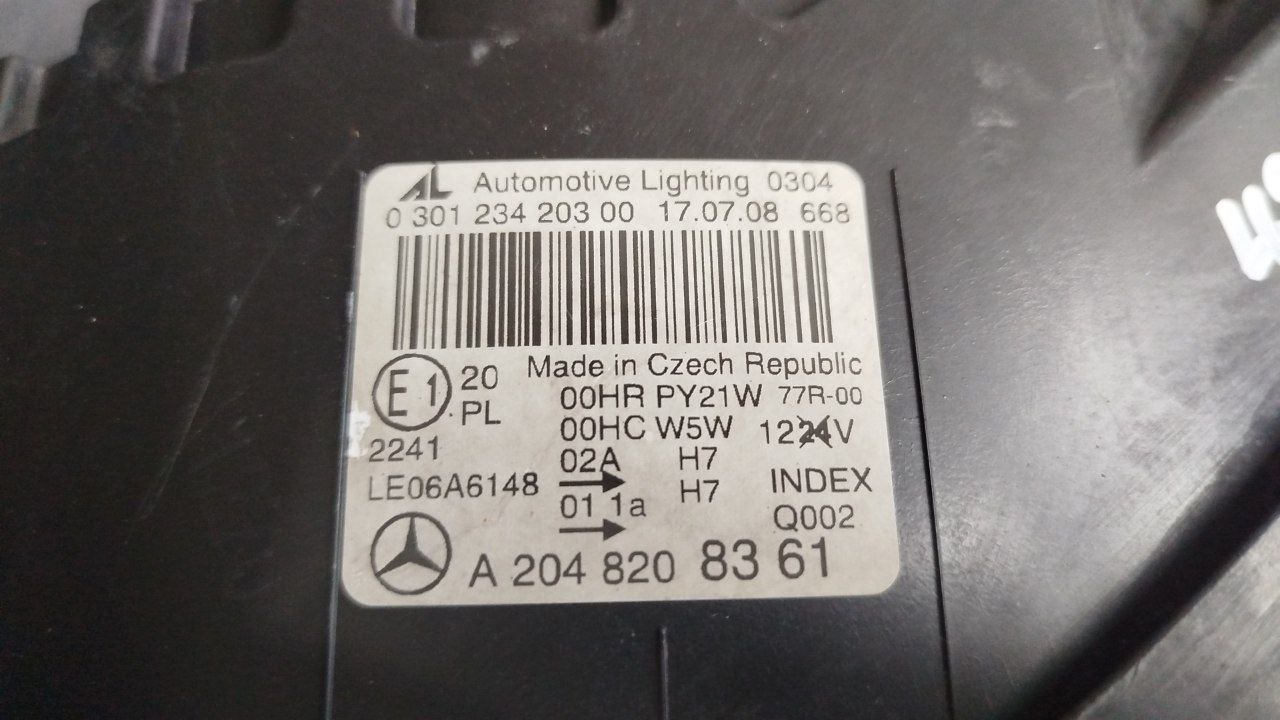 AL Automotive Lighting 0304
0 301 234 203 00 17.07.08 668
Made in Czech Republic
E1 20 PL
00HR PY21W 77R-00
00HC W5W 1224V
2241
02A H7
LE06A6148
01 1a H7
INDEX
Q002
A 204 820 83 61